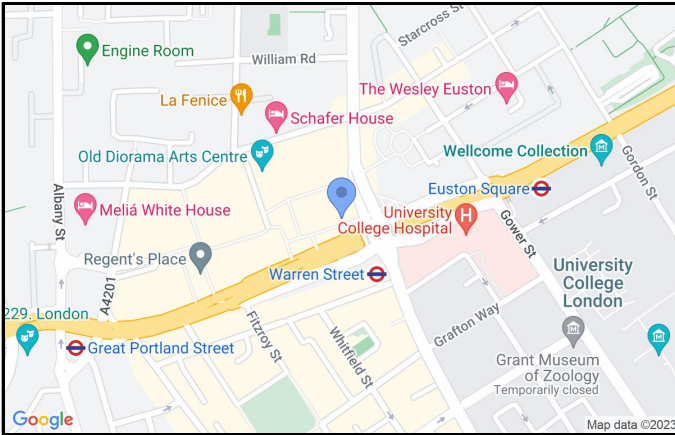 Starcross St
Engine Room
William Rd
The Wesley Euston
La Fenice
Schafer House
Old Diorama Arts Centre
Wellcome Collection
Gordon St
Albany St
Euston Square
Meliá White House
University
College Hospital
H
Gower St
Regent's Place
Warren Street
University
College
London
A4201
229. London
Fitzroy St
Whitfield St
Grafton Way
Great Portland Street
Grant Museum
of Zoology
Temporarily closed
Google
Map data ©2023